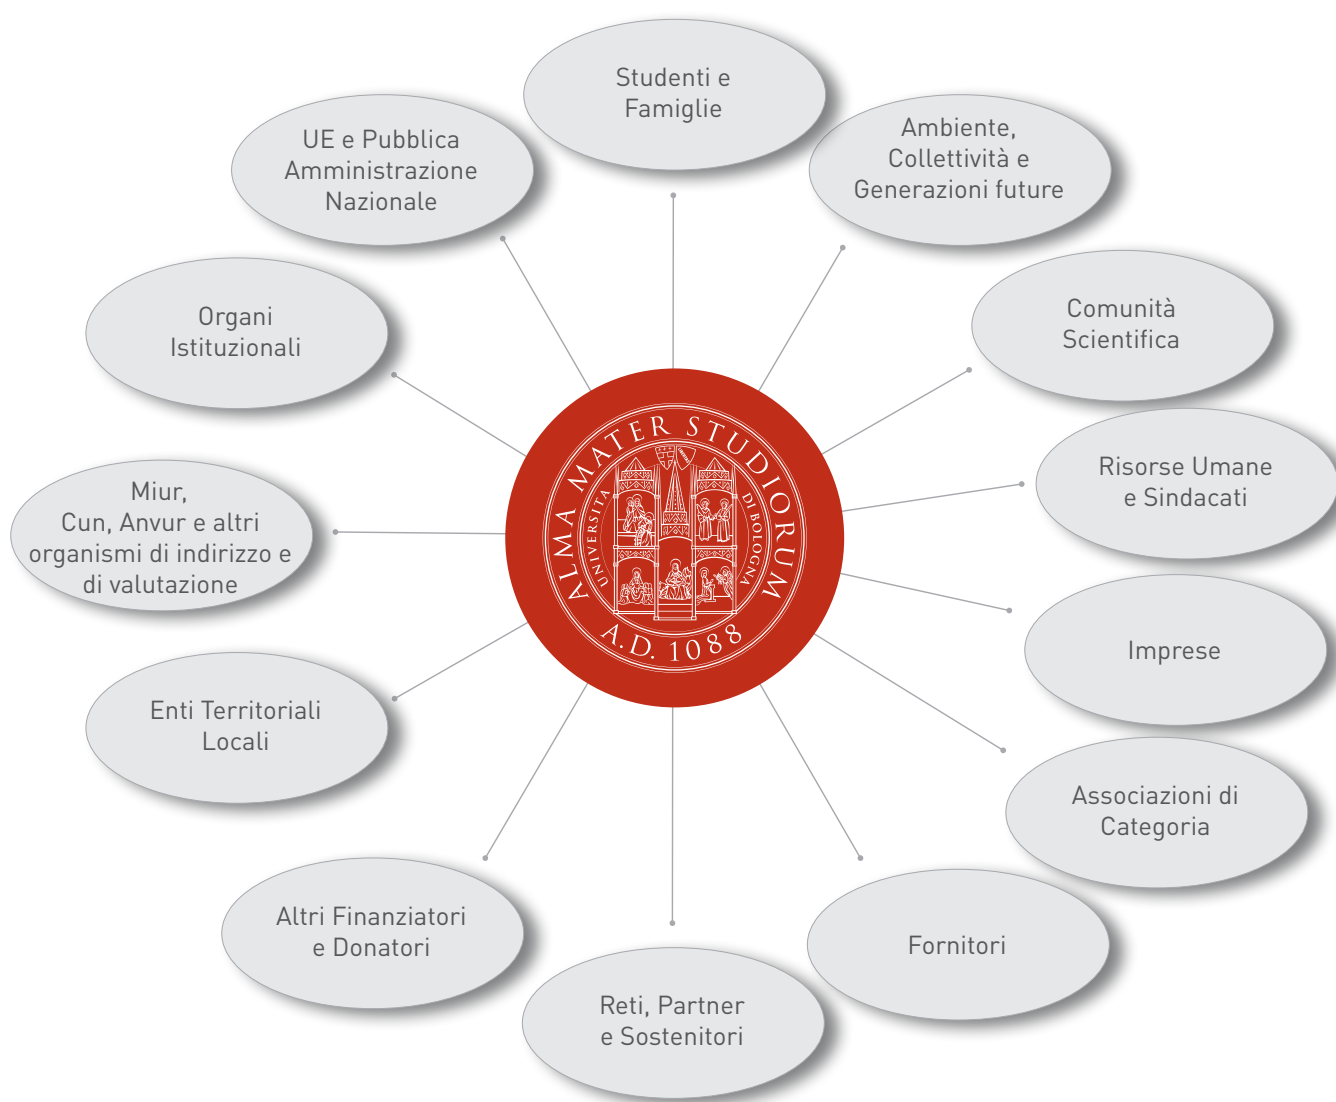 Studenti e
Famiglie
UE e Pubblica
Amministrazione
Nazionale
Ambiente,
Collettività e
Generazioni future
Organi
Istituzionali
Comunità
Scientifica
Risorse Umane
e Sindacati
Miur,
Cun, Anvur e altri
organismi di indirizzo e
di valutazione
ALMA MATER STUDIORUM
UNIVERSITÀ DI BOLOGNA
A.D. 1088
Imprese
Enti Territoriali
Locali
Associazioni di
Categoria
Altri Finanziatori
e Donatori
Fornitori
Reti, Partner
e Sostenitori